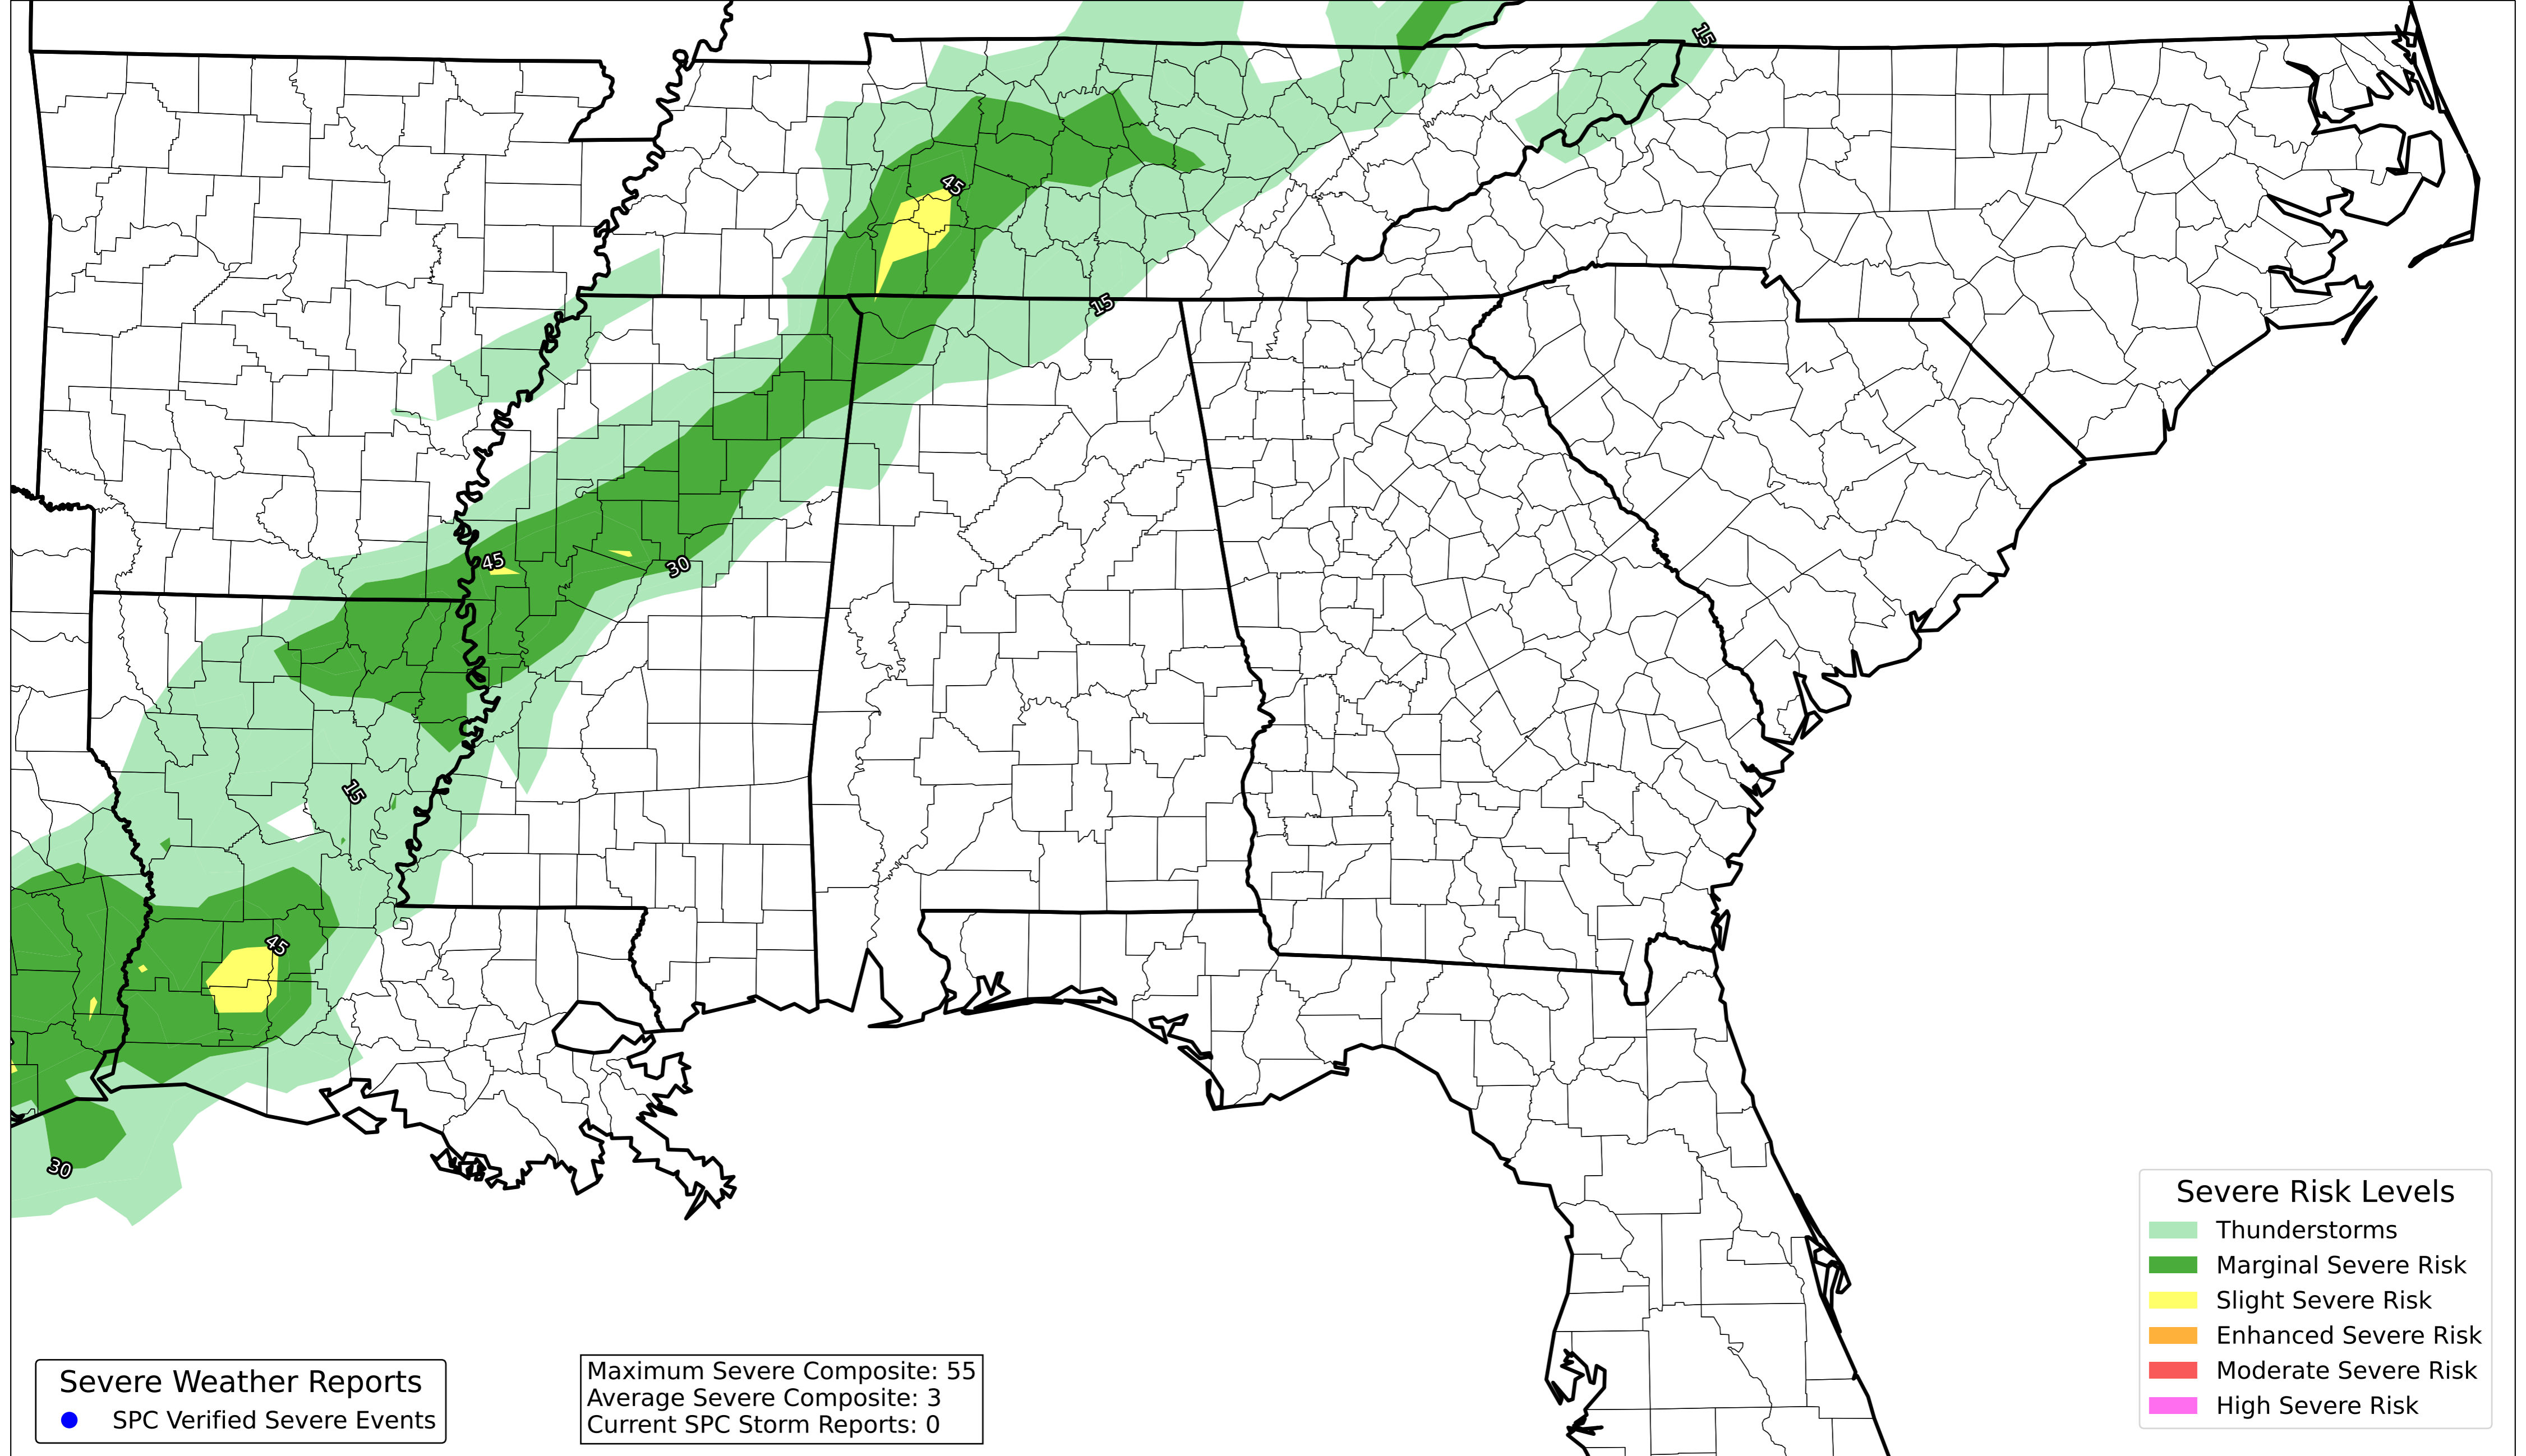 15
45
15
45
30
15
45
30
Severe Risk Levels
Thunderstorms
Marginal Severe Risk
Slight Severe Risk
Enhanced Severe Risk
Moderate Severe Risk
High Severe Risk
Severe Weather Reports
SPC Verified Severe Events
Maximum Severe Composite: 55
Average Severe Composite: 3
Current SPC Storm Reports: 0